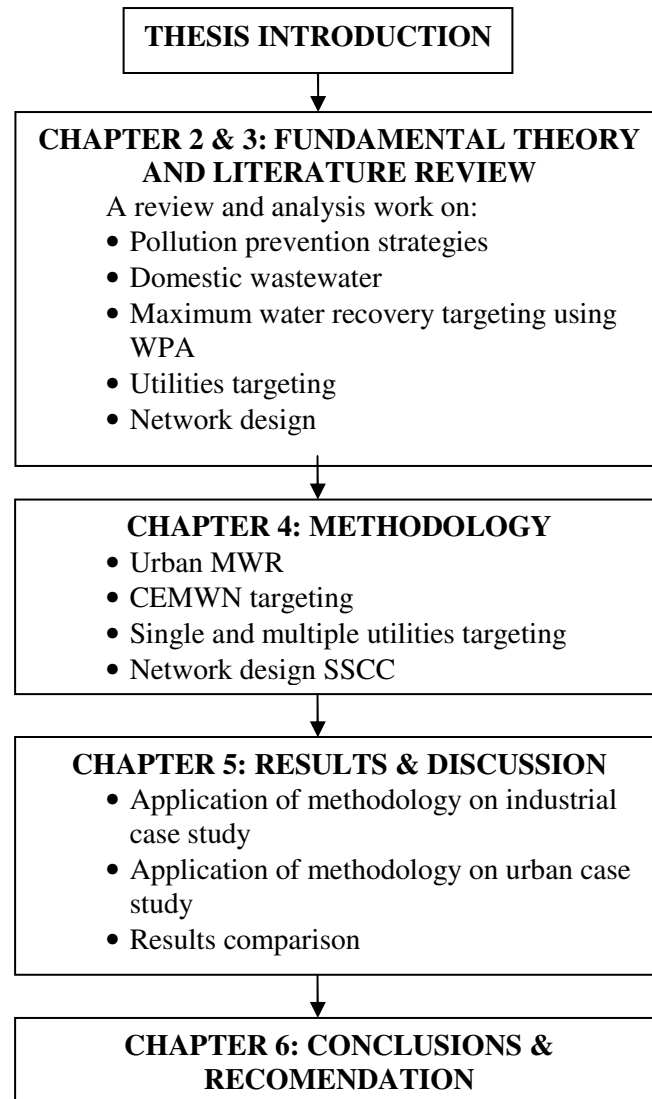 THESIS INTRODUCTION
CHAPTER 2 & 3: FUNDAMENTAL THEORY
AND LITERATURE REVIEW
A review and analysis work on:
• Pollution prevention strategies
• Domestic wastewater
• Maximum water recovery targeting using
WPA
• Utilities targeting
• Network design
CHAPTER 4: METHODOLOGY
• Urban MWR
• CEMWN targeting
• Single and multiple utilities targeting
• Network design SSCC
CHAPTER 5: RESULTS & DISCUSSION
• Application of methodology on industrial
case study
• Application of methodology on urban case
study
• Results comparison
CHAPTER 6: CONCLUSIONS &
RECOMENDATION